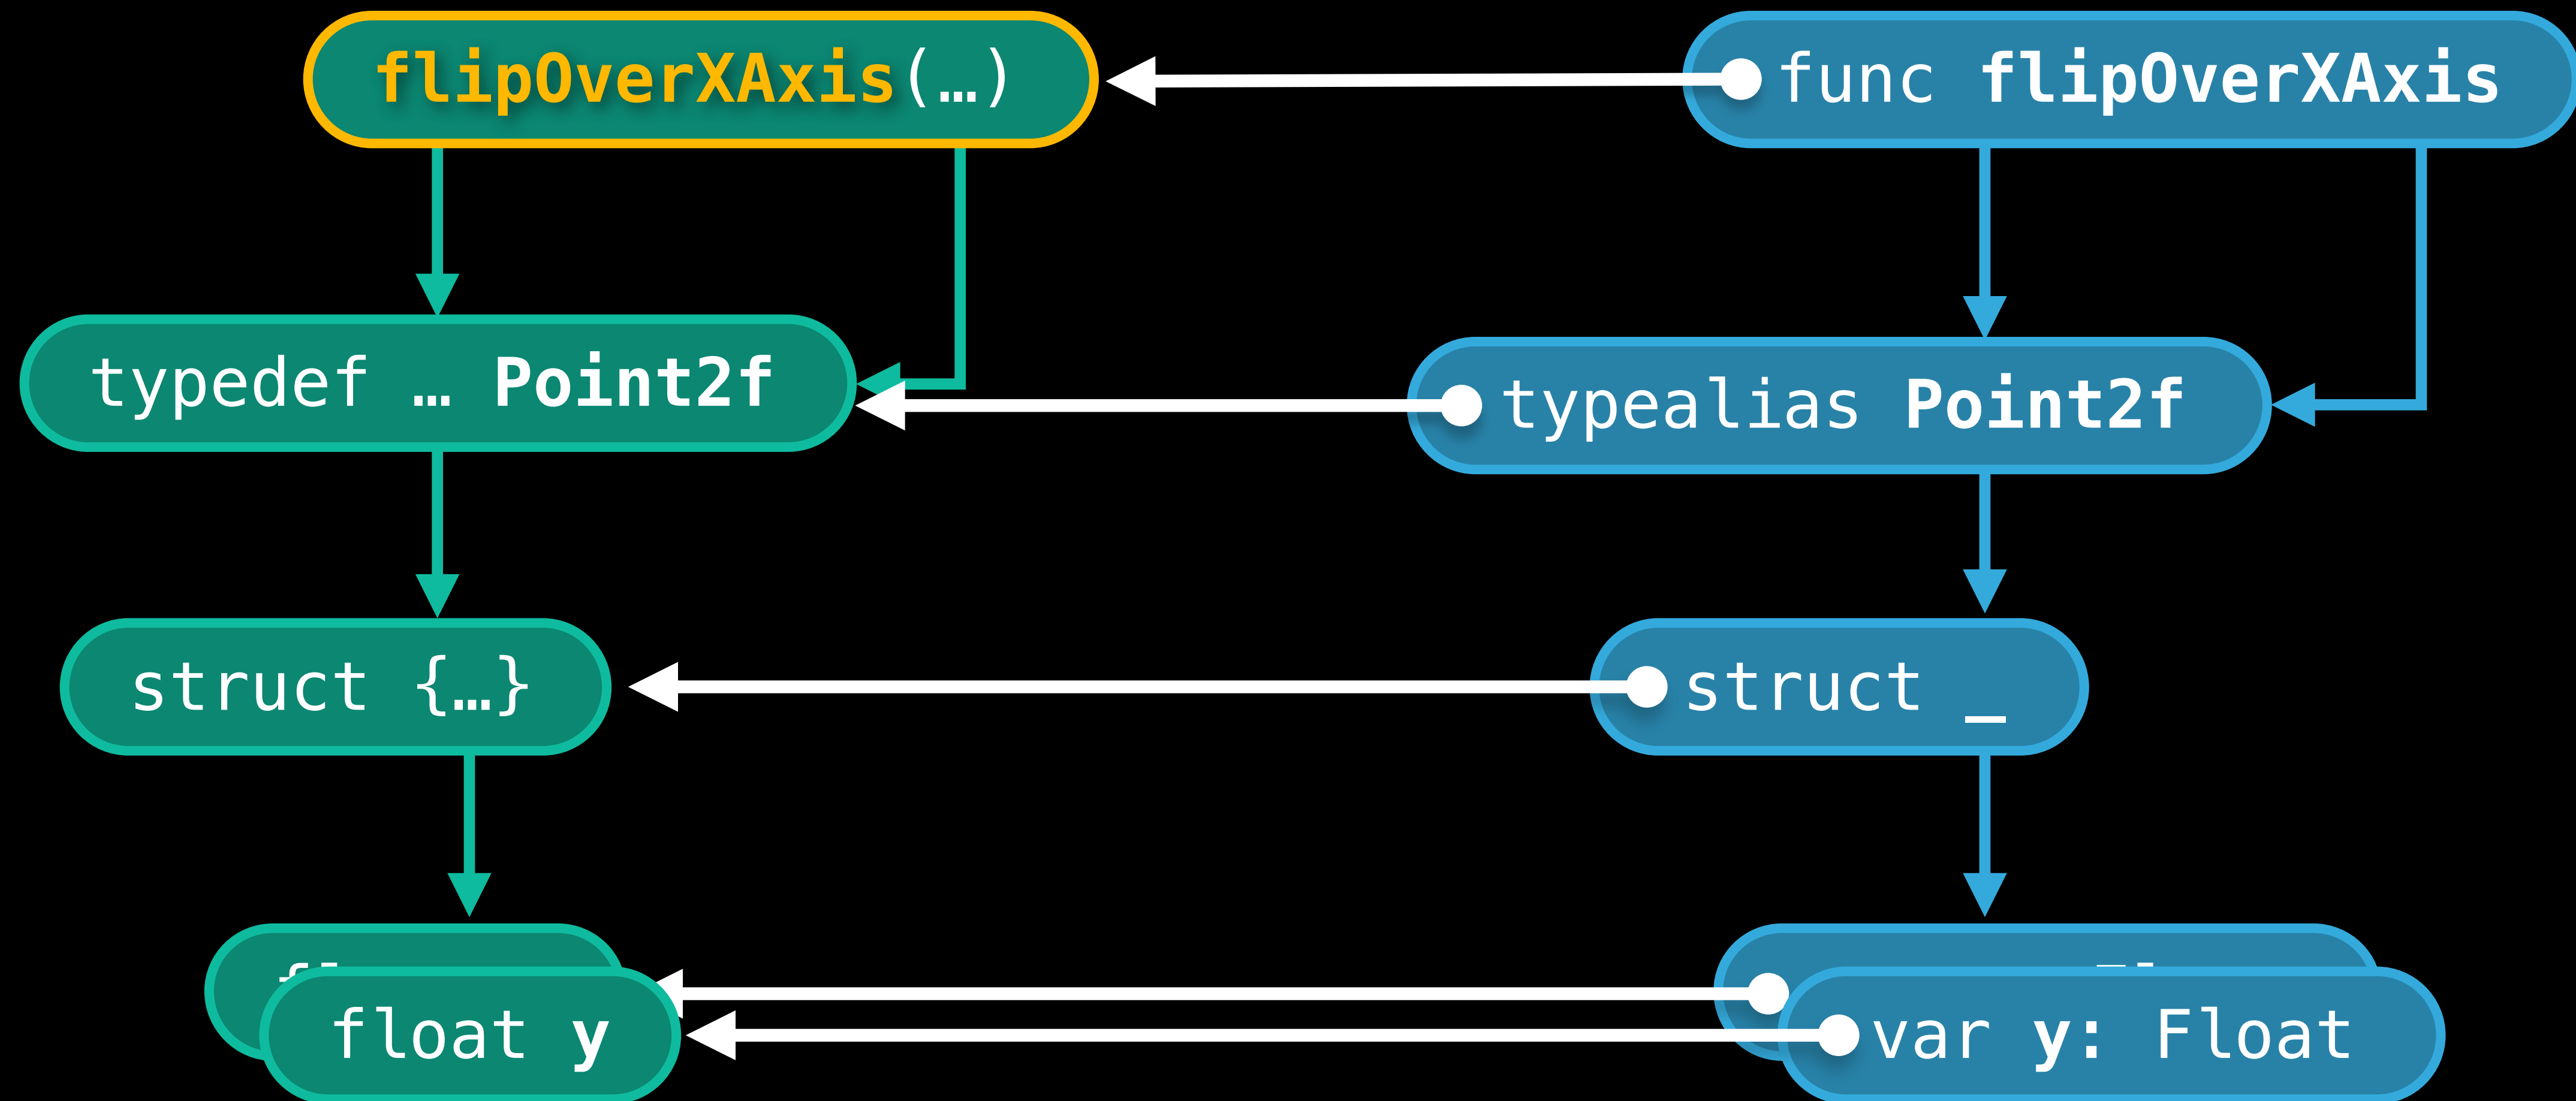 flipOverXAxis(…)
func flipOverXAxis
typedef … Point2f
typealias Point2f
struct {…}
struct _
float y
var y: Float